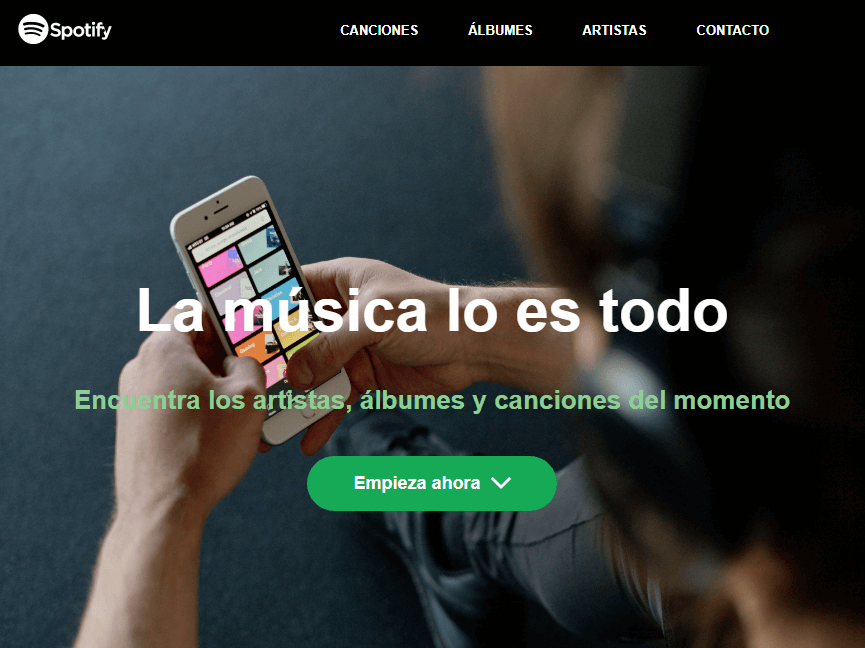 Spotify
CANCIONES
ÁLBUMES
ARTISTAS
CONTACTO
La música lo es todo
Encuentra los artistas, álbumes y canciones del momento
Empieza ahora